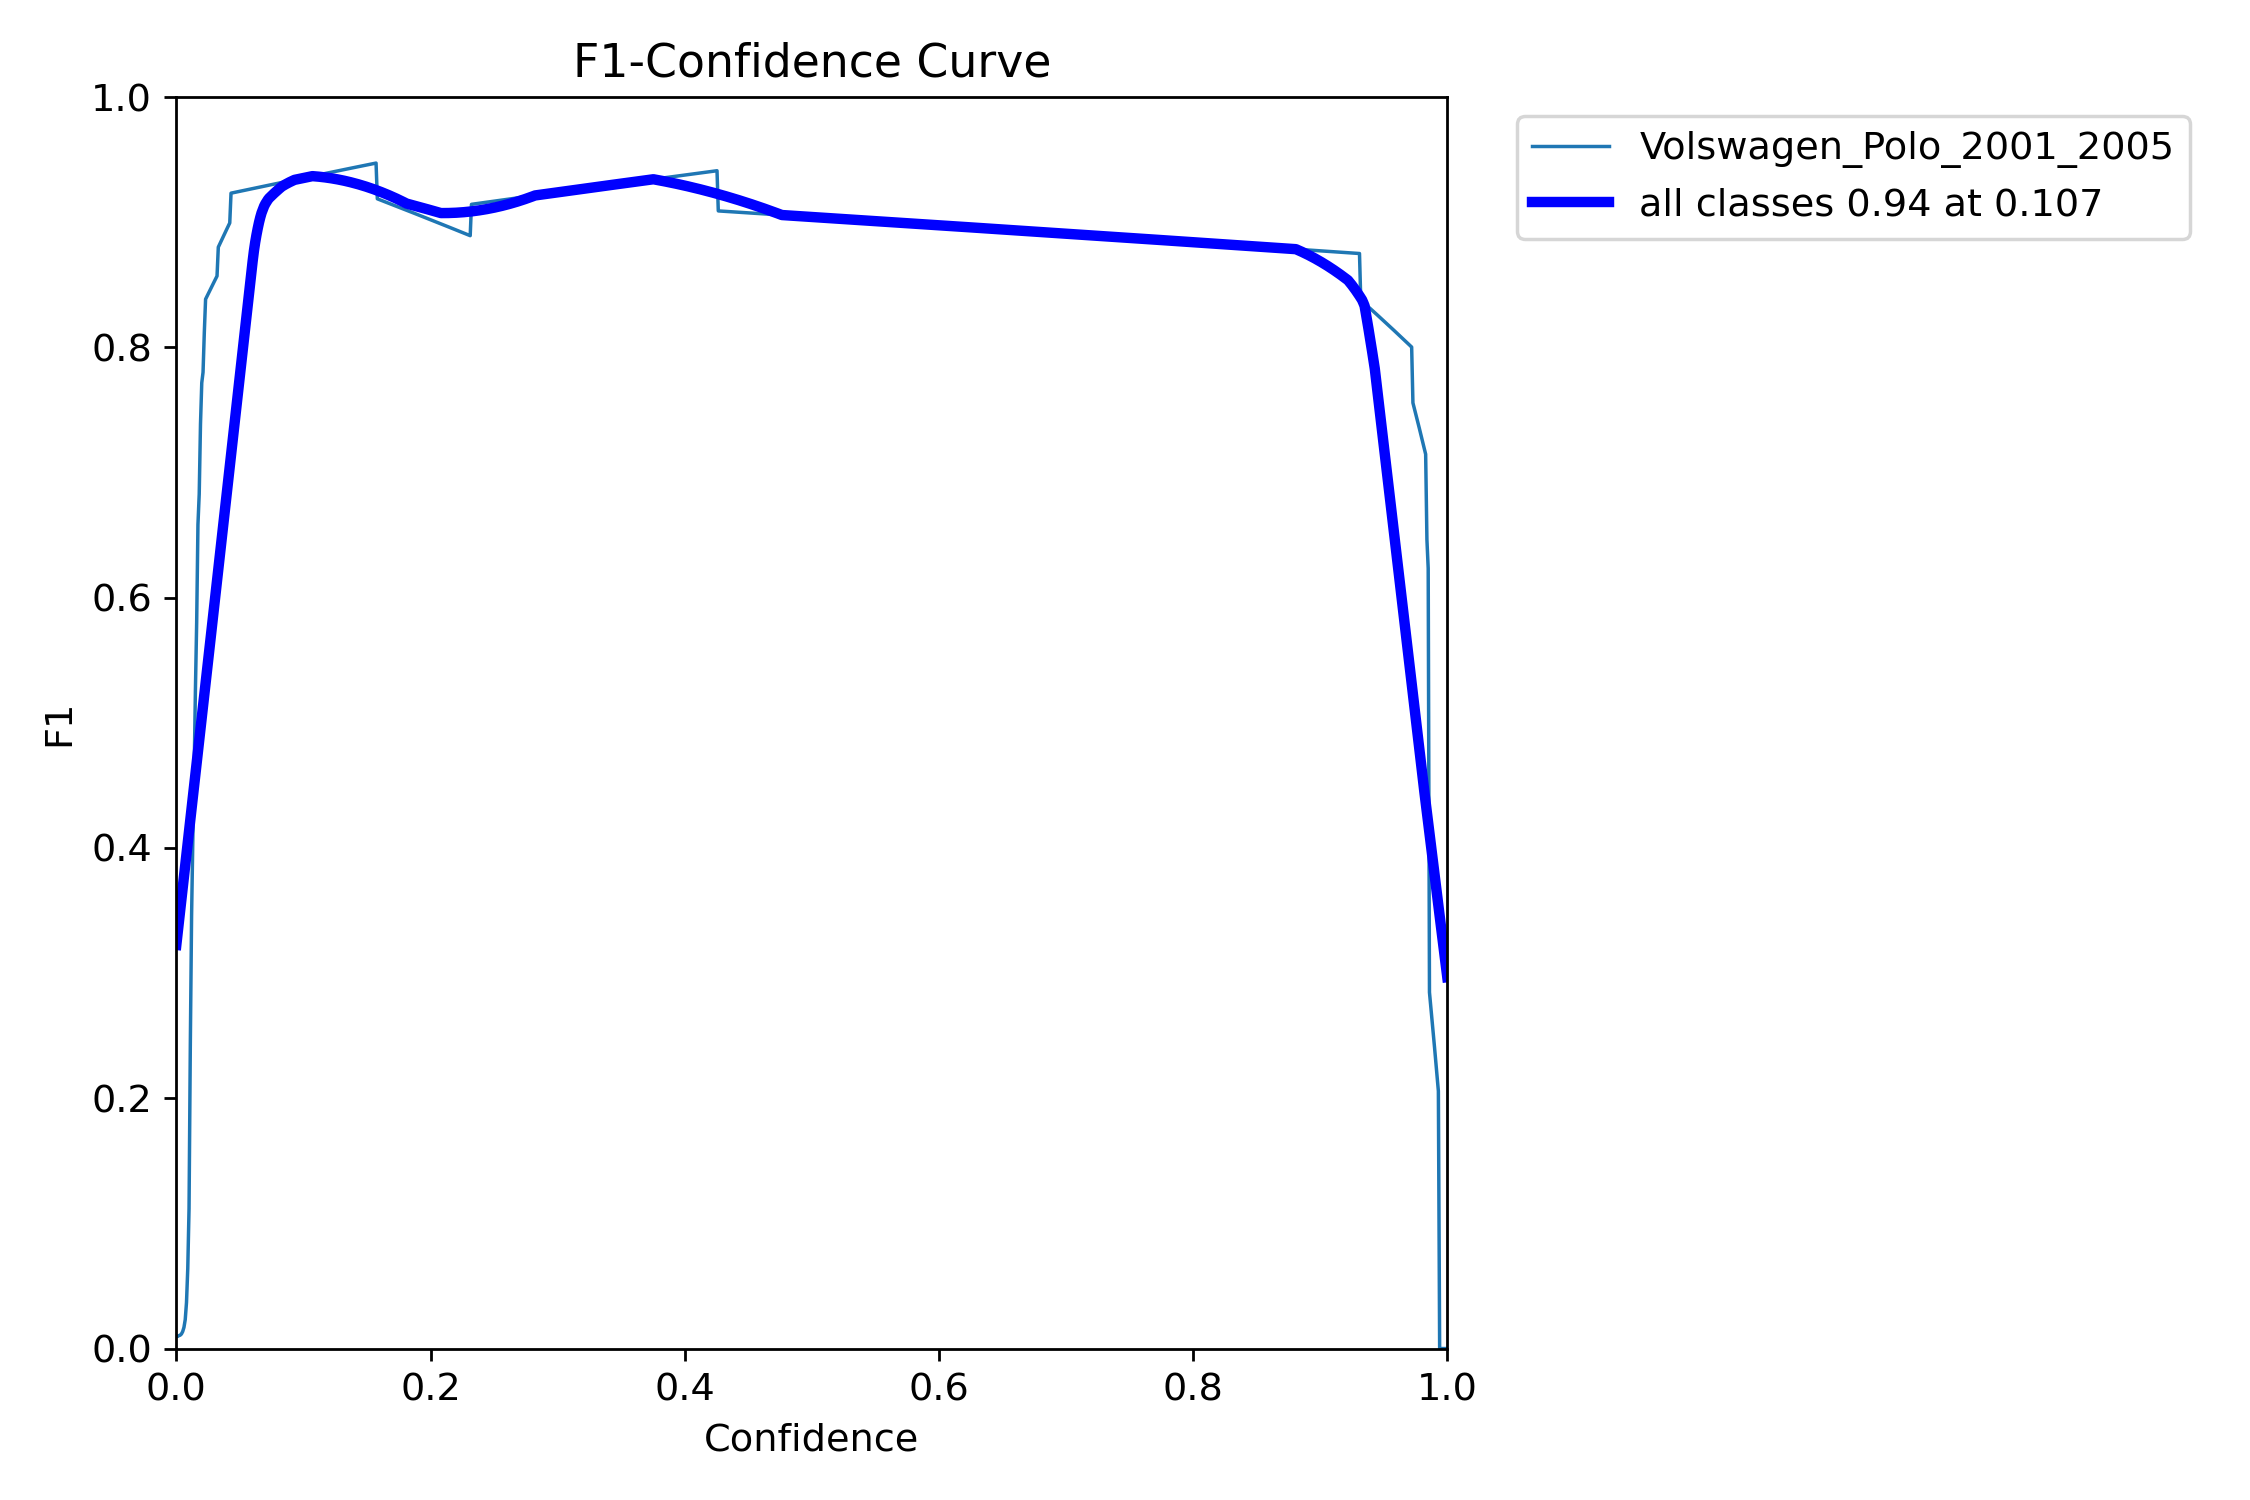 F1-Confidence Curve
1.0
0.8
0.6
0.4
0.2
0.0
F1
0.0 0.2 0.4 0.6 0.8 1.0
Confidence
Volswagen_Polo_2001_2005
all classes 0.94 at 0.107